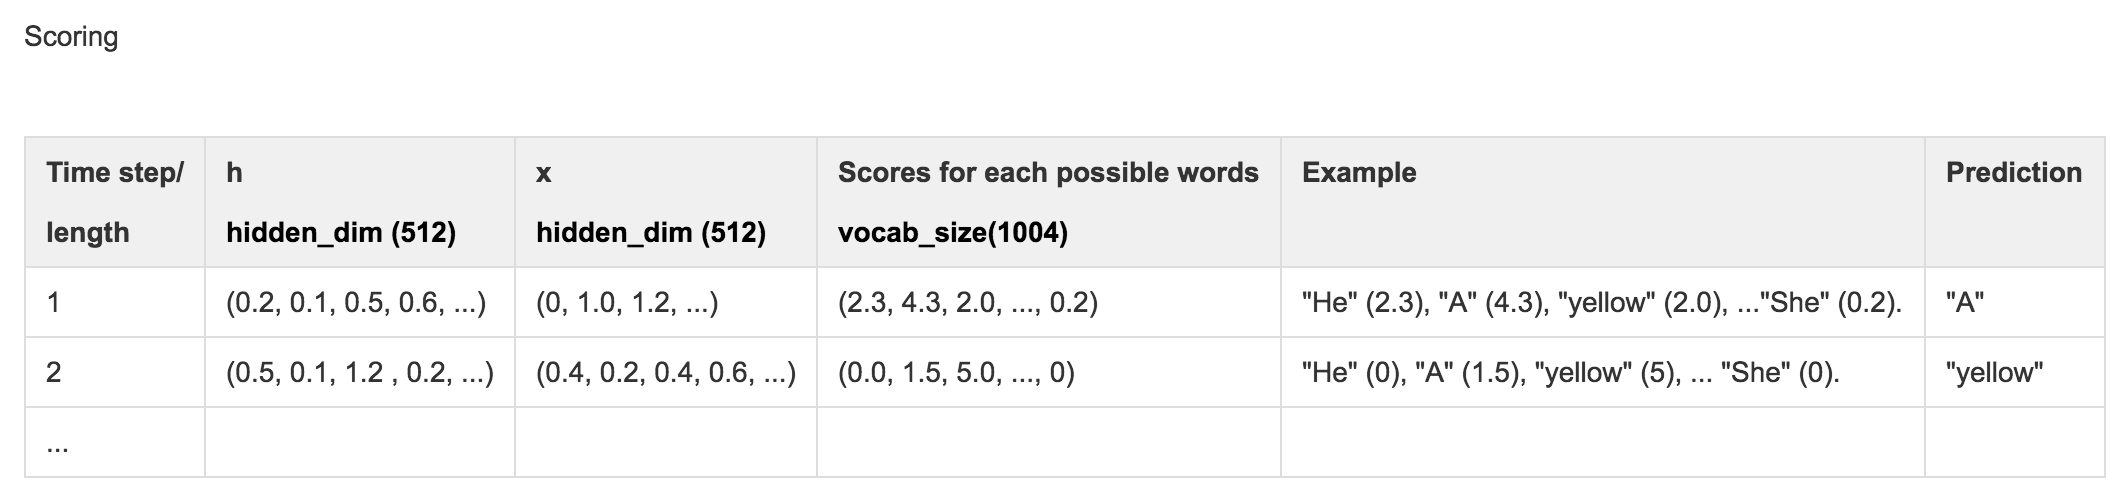 Scoring
Time step/ h x Scores for each possible words Example Prediction
length hidden_dim (512) hidden_dim (512) vocab_size(1004)
1 (0.2, 0.1, 0.5, 0.6, ...) (0, 1.0, 1.2, ...) (2.3, 4.3, 2.0, ..., 0.2) "He" (2.3), "A" (4.3), "yellow" (2.0), ..."She" (0.2). "A"
2 (0.5, 0.1, 1.2 , 0.2, ...) (0.4, 0.2, 0.4, 0.6, ...) (0.0, 1.5, 5.0, ..., 0) "He" (0), "A" (1.5), "yellow" (5), ... "She" (0). "yellow"
...